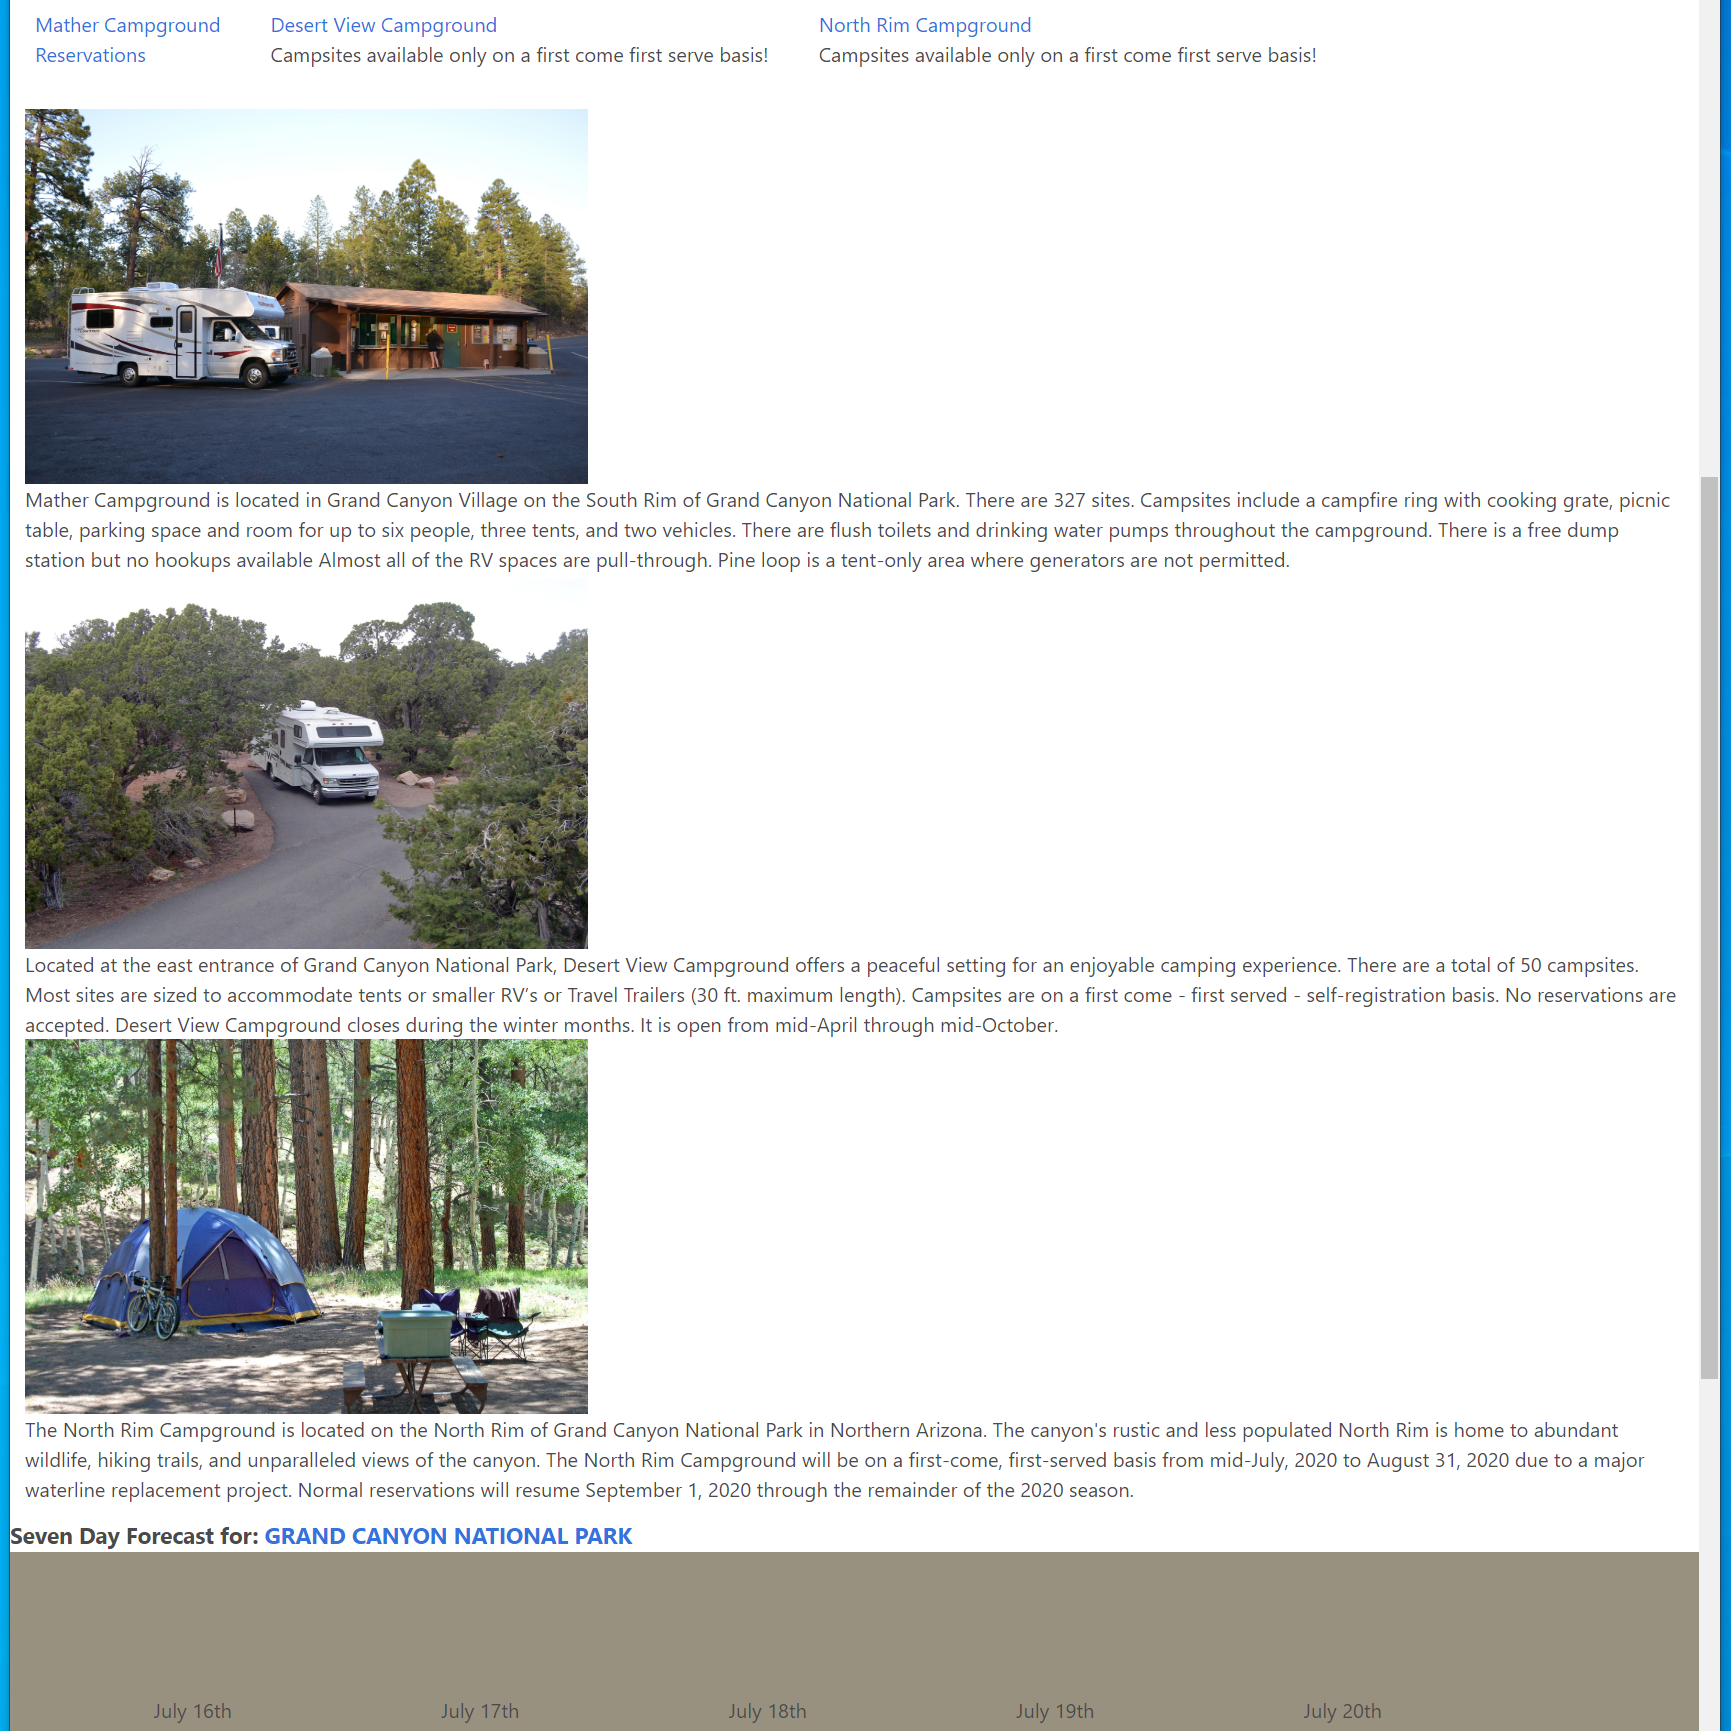 Mather Campground
Reservations
Desert View Campground
Campsites available only on a first come first serve basis!
North Rim Campground
Campsites available only on a first come first serve basis!
Mather Campground is located in Grand Canyon Village on the South Rim of Grand Canyon National Park. There are 327 sites. Campsites include a campfire ring with cooking grate, picnic
table, parking space and room for up to six people, three tents, and two vehicles. There are flush toilets and drinking water pumps throughout the campground. There is a free dump
station but no hookups available Almost all of the RV spaces are pull-through. Pine loop is a tent-only area where generators are not permitted.
Located at the east entrance of Grand Canyon National Park, Desert View Campground offers a peaceful setting for an enjoyable camping experience. There are a total of 50 campsites.
Most sites are sized to accommodate tents or smaller RV’s or Travel Trailers (30 ft. maximum length). Campsites are on a first come - first served - self-registration basis. No reservations are
accepted. Desert View Campground closes during the winter months. It is open from mid-April through mid-October.
The North Rim Campground is located on the North Rim of Grand Canyon National Park in Northern Arizona. The canyon's rustic and less populated North Rim is home to abundant
wildlife, hiking trails, and unparalleled views of the canyon. The North Rim Campground will be on a first-come, first-served basis from mid-July, 2020 to August 31, 2020 due to a major
waterline replacement project. Normal reservations will resume September 1, 2020 through the remainder of the 2020 season.
Seven Day Forecast for: GRAND CANYON NATIONAL PARK
July 16th July 17th July 18th July 19th July 20th